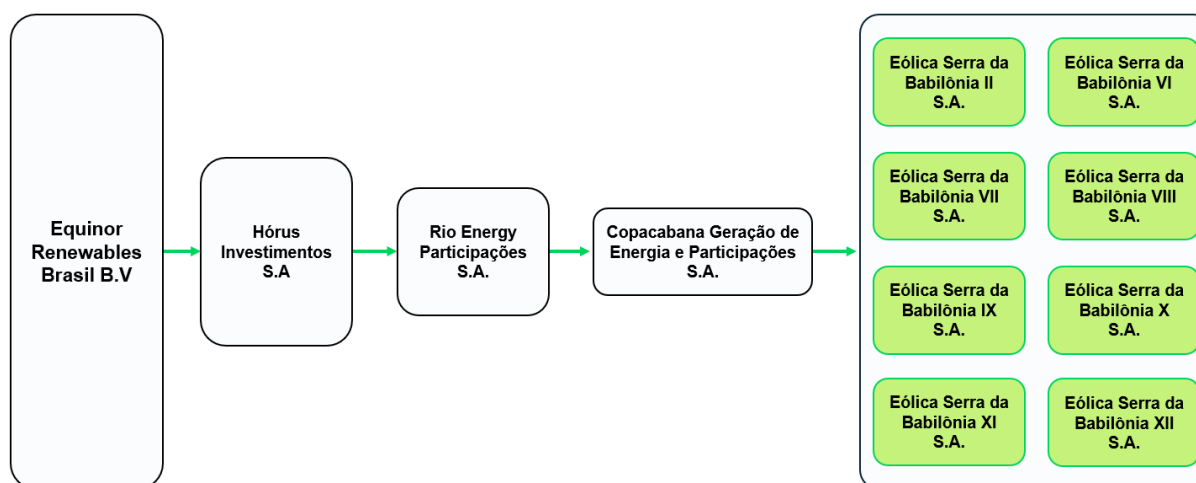 Equinor
Renewables
Brasil B.V
Hórus
Investimentos
S.A
Rio Energy
Participações
S.A.
Copacabana Geração de
Energia e Participações
S.A.
Eólica Serra da
Babilônia II
S.A.
Eólica Serra da
Babilônia VI
S.A.
Eólica Serra da
Babilônia VII
S.A.
Eólica Serra da
Babilônia VIII
S.A.
Eólica Serra da
Babilônia IX
S.A.
Eólica Serra da
Babilônia X
S.A.
Eólica Serra da
Babilônia XI
S.A.
Eólica Serra da
Babilônia XII
S.A.